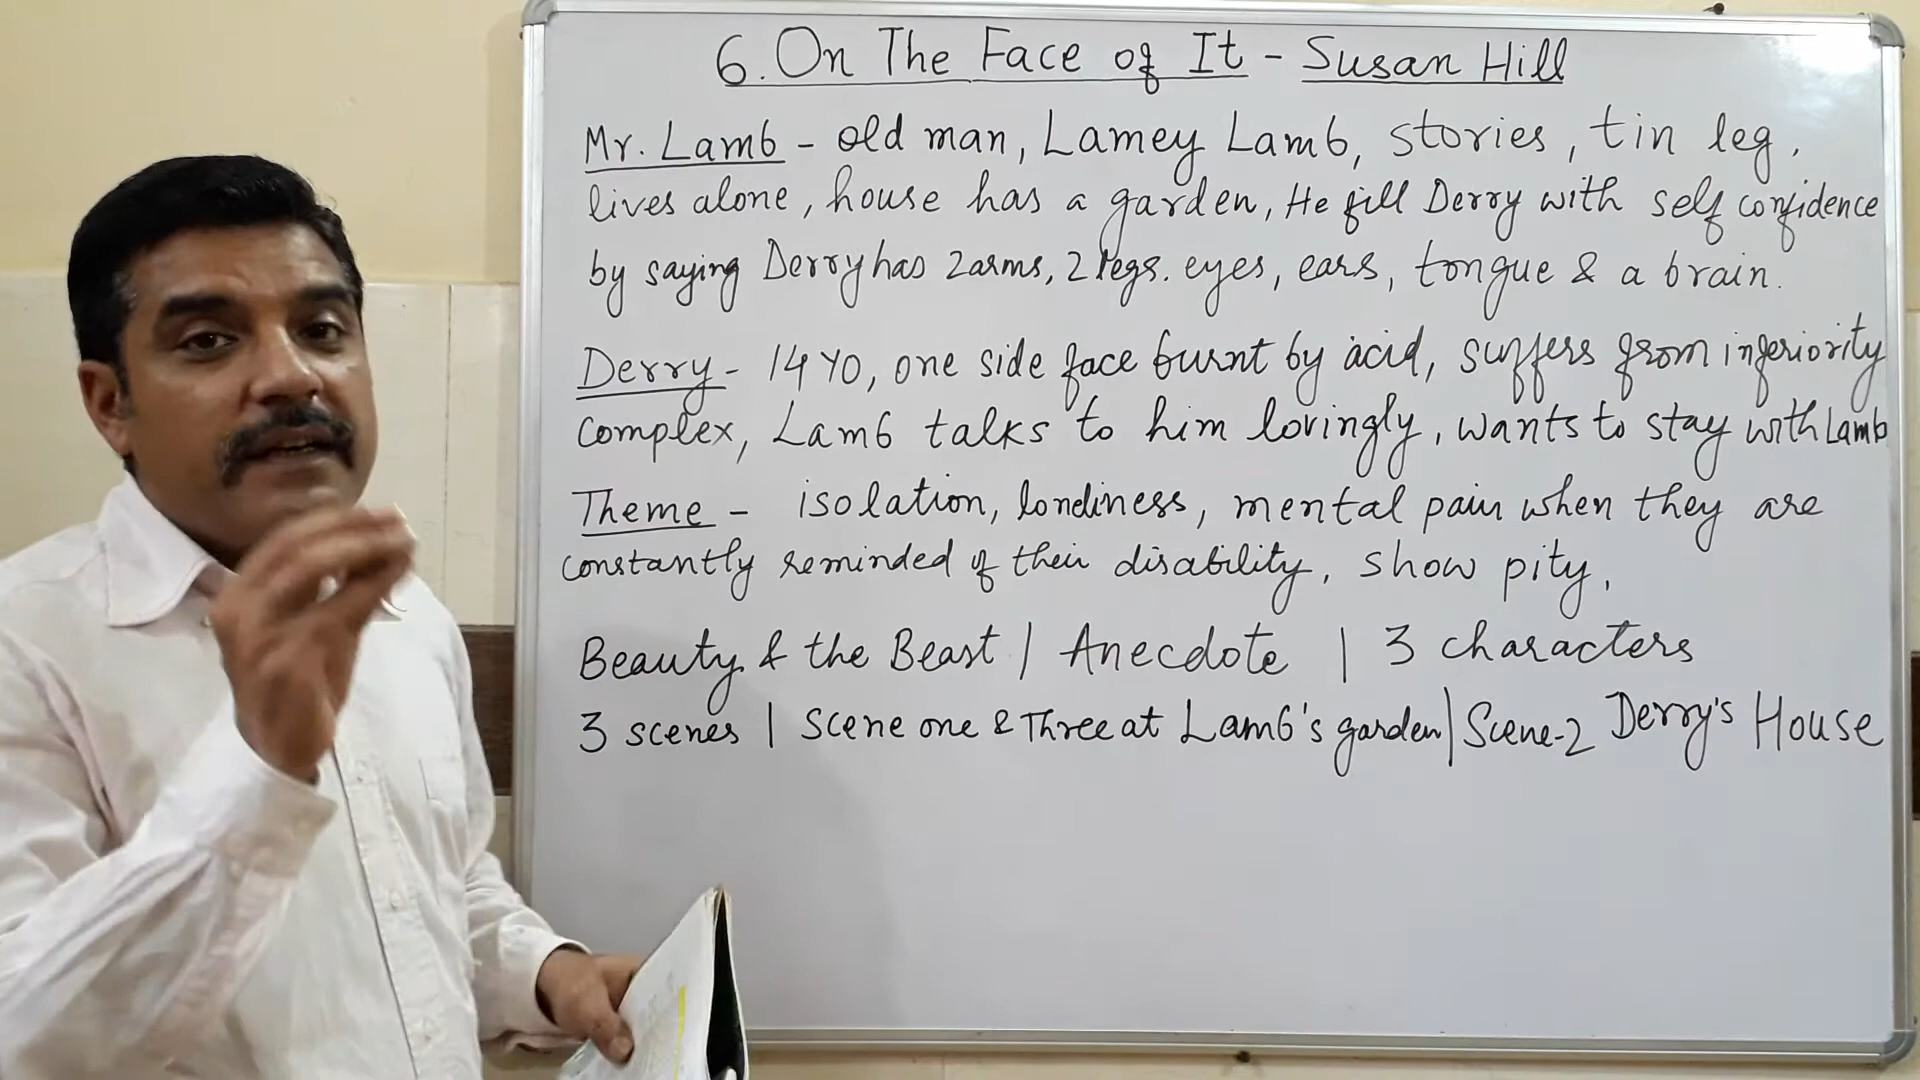 6. On The Face of It - Susan Hill
Mr. Lamb - old man, Lamey Lamb, stories, tin leg,
lives alone, house has a garden, He fill Derry with self confidence
by saying Derry has 2 arms, 2 legs. eyes, ears, tongue & a brain.
Derry - 14 YO, one side face burnt by acid, suffers from inferiority
complex, Lamb talks to him lovingly, wants to stay with Lamb
Theme - isolation, loneliness, mental pain when they are
constantly reminded of their disability, show pity,
Beauty & the Beast | Anecdote | 3 characters
3 scenes | Scene one & Three at Lamb's garden | Scene-2 Derry's House